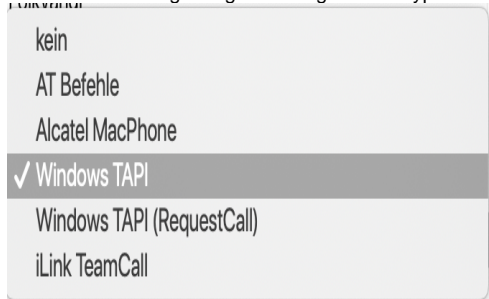 kein
AT Befehle
Alcatel MacPhone
✓ Windows TAPI
Windows TAPI (RequestCall)
iLink TeamCall